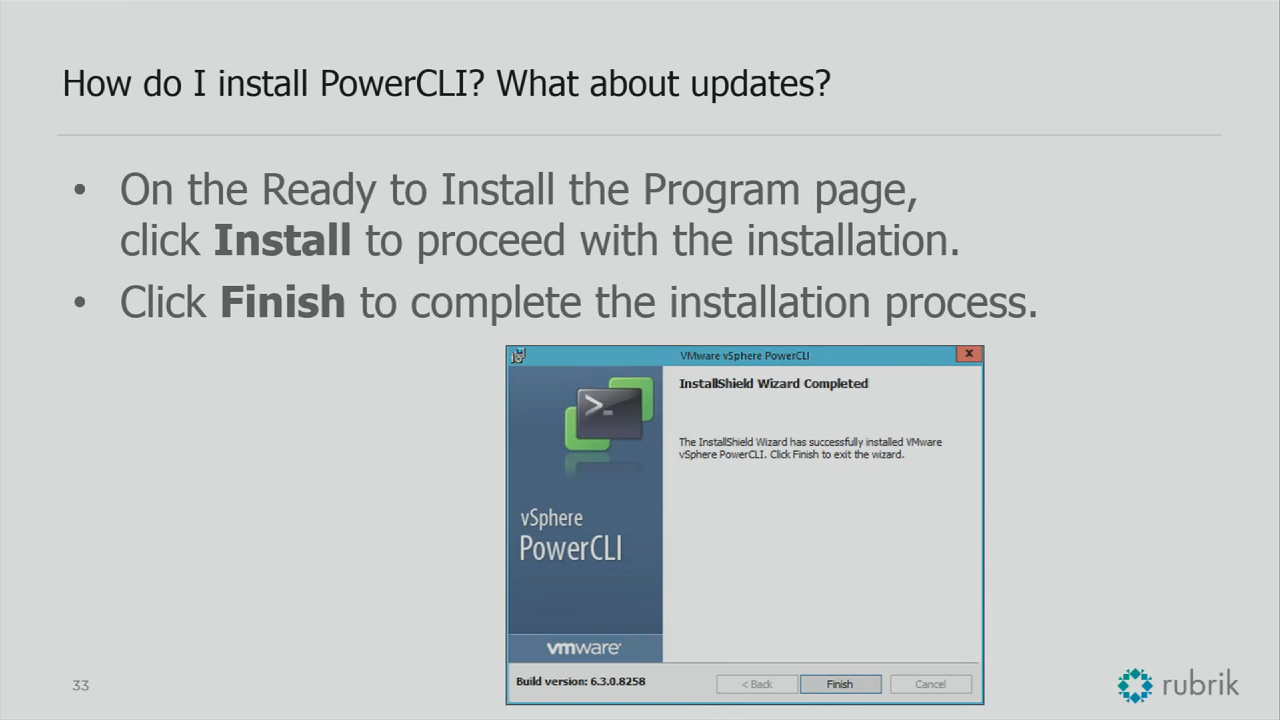 How do I install PowerCLI? What about updates?
• On the Ready to Install the Program page,
click Install to proceed with the installation.
• Click Finish to complete the installation process.
VMware vSphere PowerCLI
x
InstallShield Wizard Completed
The InstallShield Wizard has successfully installed VMware
vSphere PowerCLI. Click Finish to exit the wizard.
>_
vSphere
PowerCLI
vmware
Build version: 6.3.0.8258
< Back
Finish
Cancel
33
rubrik